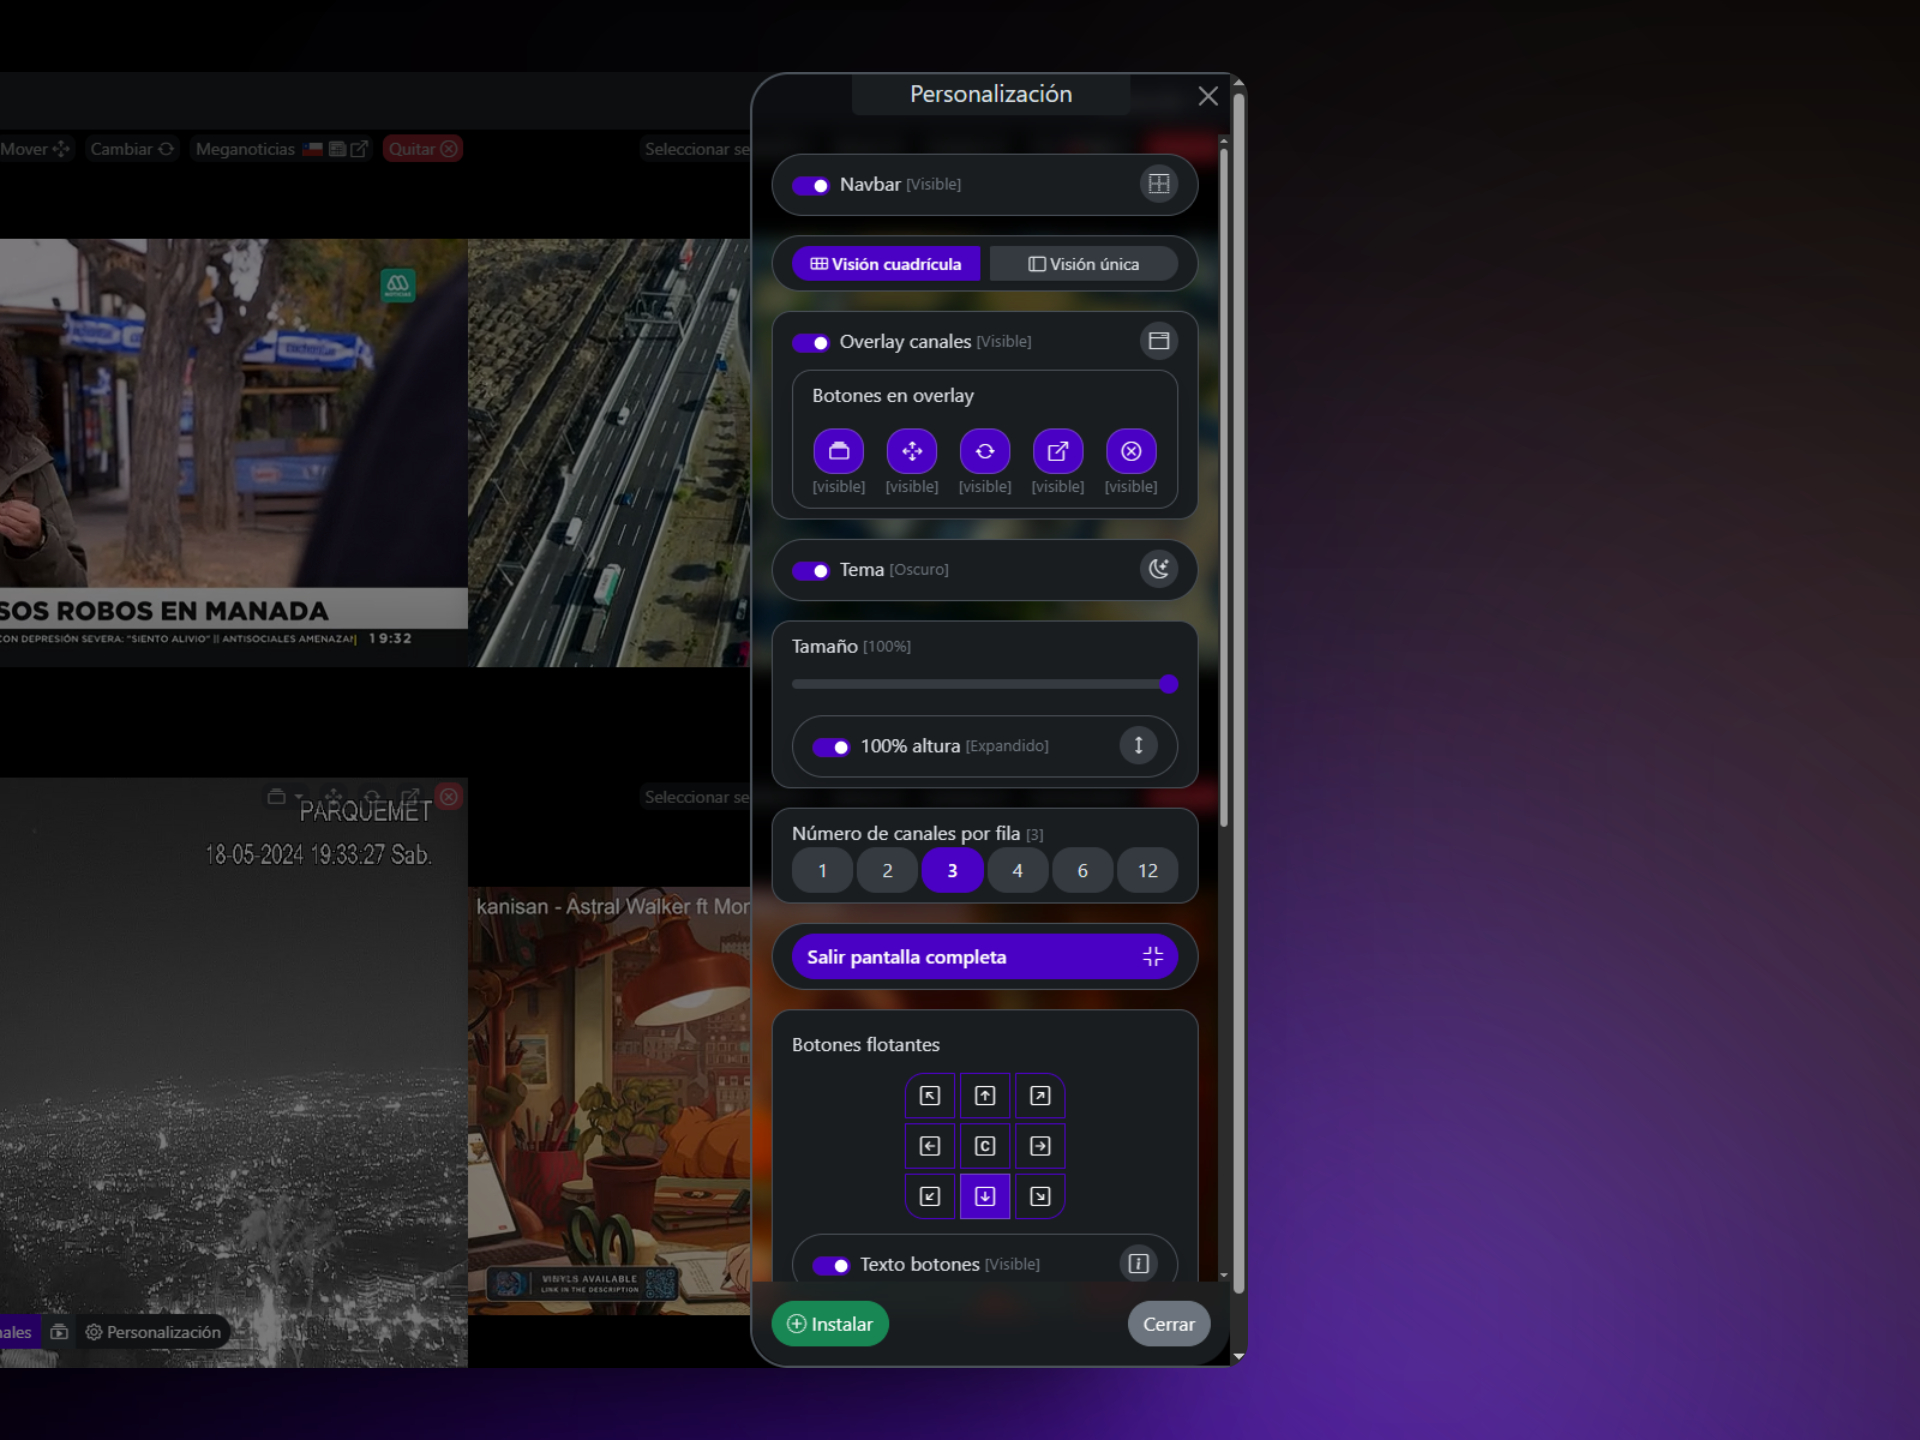 Personalización
Mover
Cambiar
Meganoticias
Quitar
Seleccionar se
Navbar [Visible]
Visión cuadrícula
Visión única
Overlay canales [Visible]
Botones en overlay
[visible] [visible] [visible] [visible] [visible]
NOTICIAS
Tema [Oscuro]
SOS ROBOS EN MANADA
CON DEPRESIÓN SEVERA: "SIENTO ALIVIO" || ANTISOCIALES AMENAZA
19:32
Tamaño [100%]
100% altura [Expandido]
Seleccionar se
PARQUEMET
18-05-2024 19:33:27 Sab.
Número de canales por fila [3]
1 2 3 4 6 12
kanisan - Astral Walker ft Mor
Salir pantalla completa
Botones flotantes
C
Texto botones [Visible]
VINYLS AVAILABLE
LINK IN THE DESCRIPTION
nales
Personalización
Instalar
Cerrar